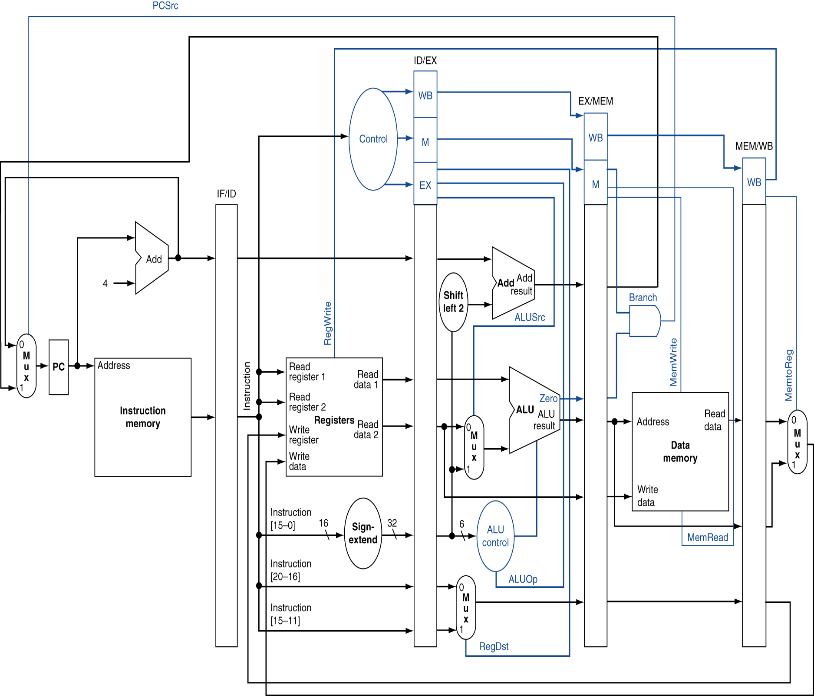 PCSrc
ID/EX
WB
EX/MEM
Control
M
WB
MEM/WB
EX
M
WB
IF/ID
Add
4
Add
Add
result
Shift
left 2
RegWrite
ALUSrc
Branch
0
M
u
x
1
PC
Address
Instruction
memory
Instruction
Read
register 1
Read
register 2
Write
register
Write
data
Registers
Read
data 1
Read
data 2
0
M
u
x
1
ALU
Zero
ALU
result
MemWrite
Address
Read
data
Data
memory
Write
data
MemtoReg
0
M
u
x
1
MemRead
Instruction
[15–0]
16
Sign-
extend
32
6
ALU
control
ALUOp
Instruction
[20–16]
Instruction
[15–11]
0
M
u
x
1
RegDst